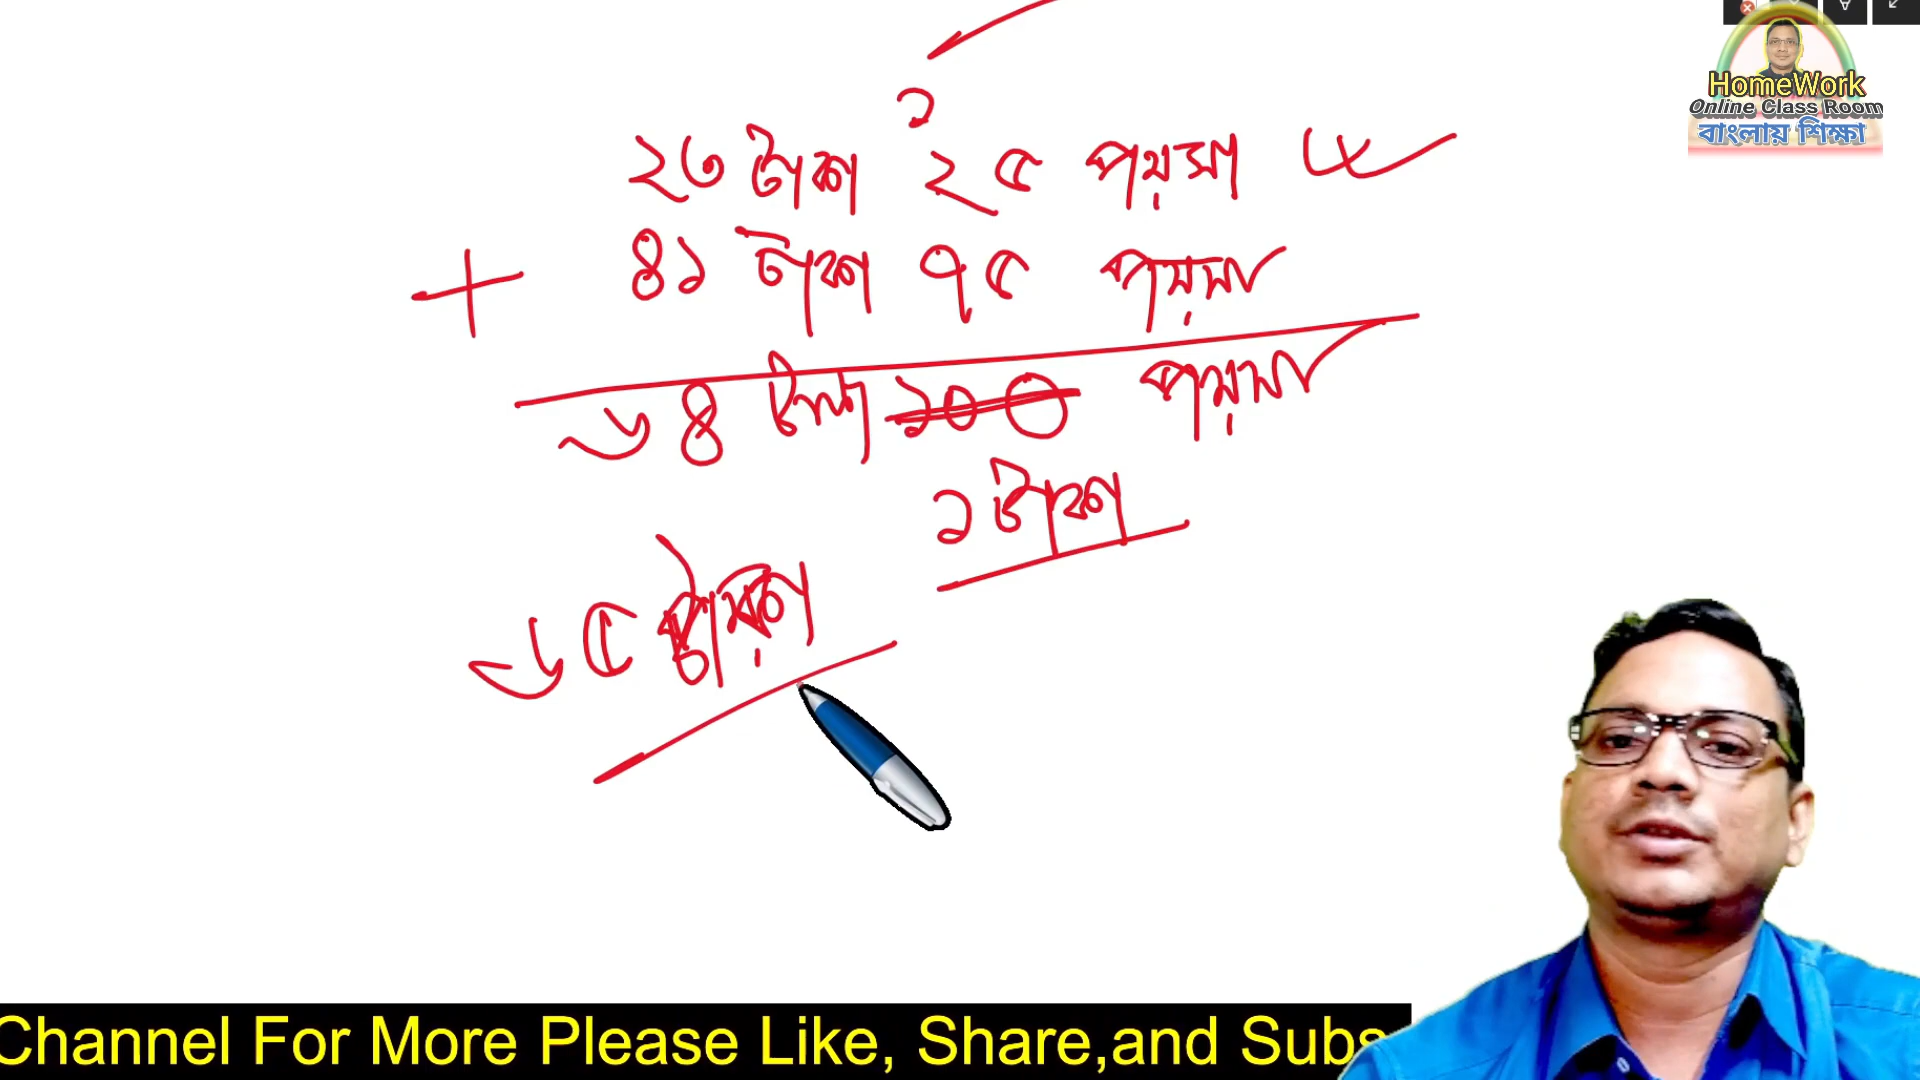 HomeWork
Online Class Room
বাংলায় শিক্ষা
১
২৩ টাকা ২৫ পয়সা
+ ৪১ টাকা ৭৫ পয়সা
৬৪ টাকা ১০০ পয়সা
১ টাকা
৬৫ টাকা
Channel For More Please Like, Share,and Subs